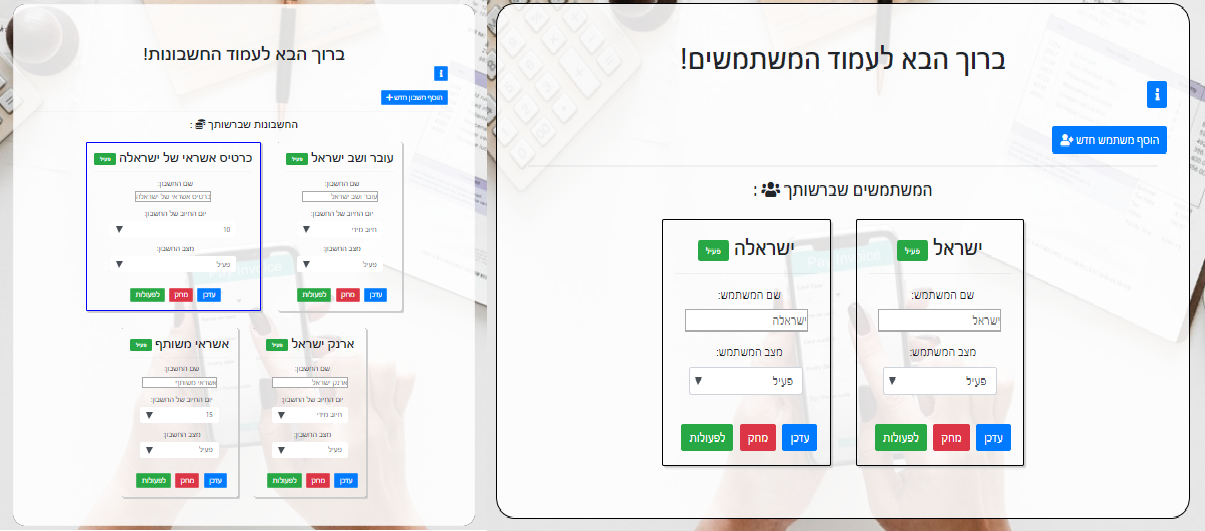 ברוך הבא לעמוד החשבונות!
הוסף חשבון חדש
החשבונות שברשותך :
עובר ושב ישראל פעיל
שם החשבון:
עובר ושב ישראל
יום החיוב של החשבון:
חיוב מידי
מצב החשבון:
פעיל
עדכן מחק לפעולות
כרטיס אשראי של ישראלה פעיל
שם החשבון:
כרטיס אשראי של ישראלה
יום החיוב של החשבון:
10
מצב החשבון:
פעיל
עדכן מחק לפעולות
ארנק ישראל פעיל
שם החשבון:
ארנק ישראל
יום החיוב של החשבון:
חיוב מידי
מצב החשבון:
פעיל
עדכן מחק לפעולות
אשראי משותף פעיל
שם החשבון:
אשראי משותף
יום החיוב של החשבון:
15
מצב החשבון:
פעיל
עדכן מחק לפעולות
ברוך הבא לעמוד המשתמשים!
הוסף משתמש חדש
המשתמשים שברשותך :
ישראל פעיל
שם המשתמש:
ישראל
מצב המשתמש:
פעיל
עדכן מחק לפעולות
ישראלה פעיל
שם המשתמש:
ישראלה
מצב המשתמש:
פעיל
עדכן מחק לפעולות